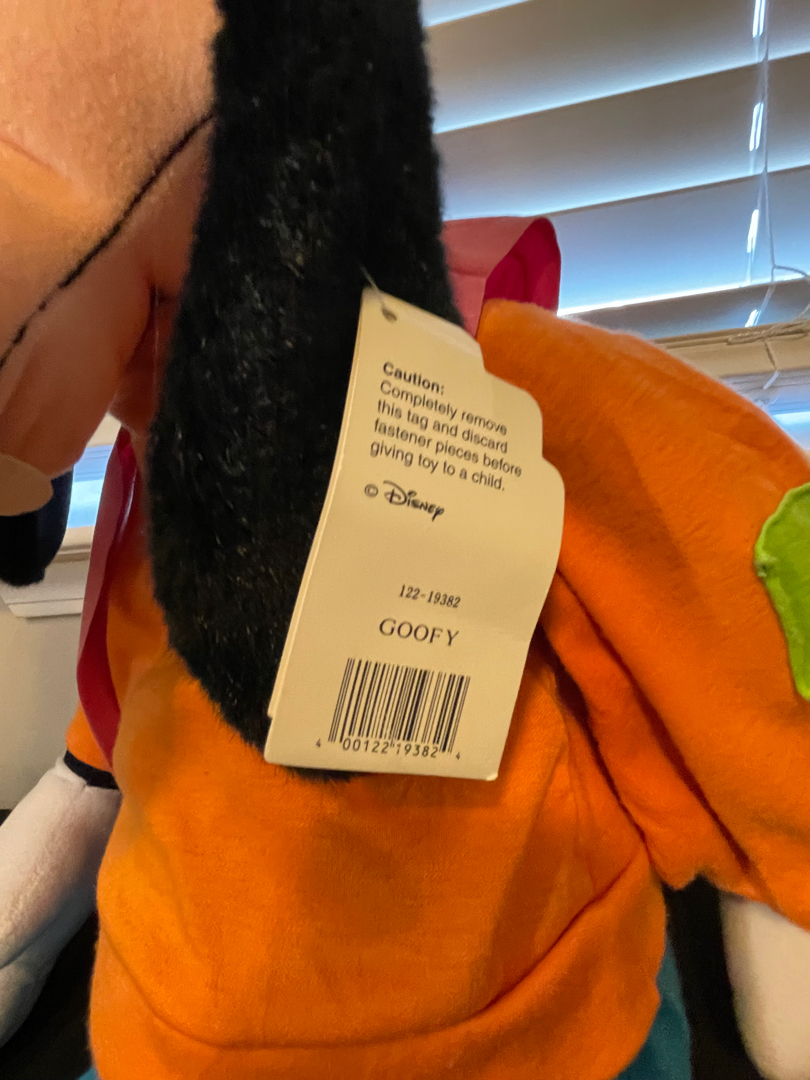 Caution:
Completely remove
this tag and discard
fastener pieces before
giving toy to a child.
© Disney
122-19382
GOOFY
4 00122 19382 4